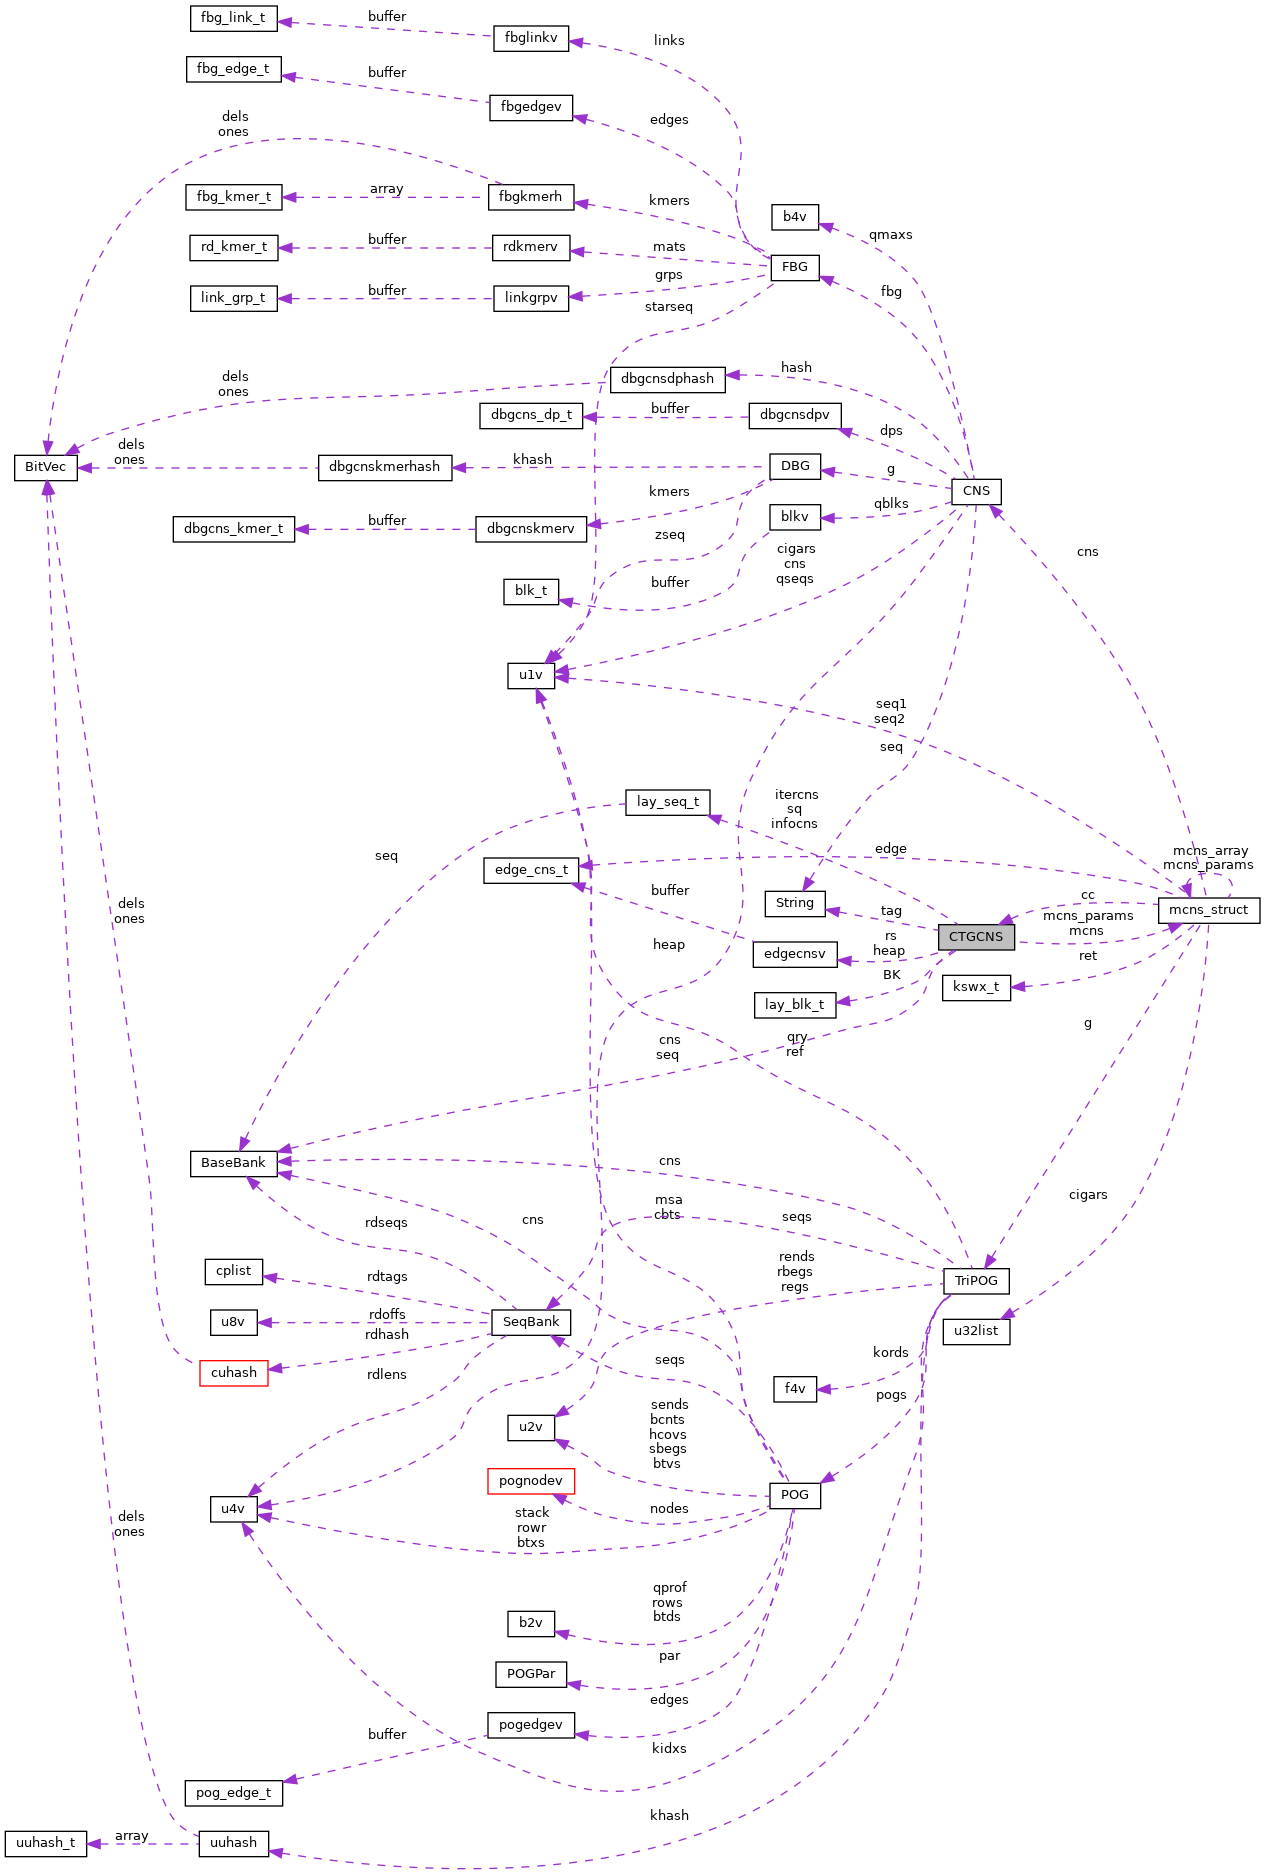 fbg_link_t
buffer
fbglinkv
links
fbg_edge_t
buffer
fbgedgev
edges
dels
ones
fbg_kmer_t
array
fbgkmerh
kmers
b4v
qmaxs
rd_kmer_t
buffer
rdkmerv
mats
FBG
grps
link_grp_t
buffer
linkgrpv
fbg
starseq
dels
ones
dbgcnsdphash
hash
dbgcns_dp_t
buffer
dbgcnsdpv
dps
BitVec
dels
ones
dbgcnskmerhash
khash
DBG
g
CNS
kmers
qblks
dbgcns_kmer_t
buffer
dbgcnskmerv
blkv
zseq
cigars
cns
qseqs
cns
blk_t
buffer
u1v
seq1
seq2
seq
lay_seq_t
itercns
sq
infocns
seq
edge_cns_t
edge
mcns_array
mcns_params
buffer
String
tag
cc
mcns_struct
dels
ones
mcns_params
mcns
CTGCNS
heap
edgecnsv
rs
heap
ret
BK
kswx_t
lay_blk_t
cns
seq
qry
ref
g
BaseBank
cns
rdseqs
cns
msa
cbts
seqs
cigars
cplist
rdtags
rends
rbegs
regs
TriPOG
u8v
rdoffs
SeqBank
u32list
rdhash
cuhash
rdlens
seqs
kords
f4v
pogs
u2v
sends
bcnts
hcovs
sbegs
btvs
pognodev
nodes
POG
u4v
stack
rowr
btxs
dels
ones
b2v
qprof
rows
btds
POGPar
par
edges
pogedgev
buffer
kidxs
pog_edge_t
uuhash_t
array
uuhash
khash